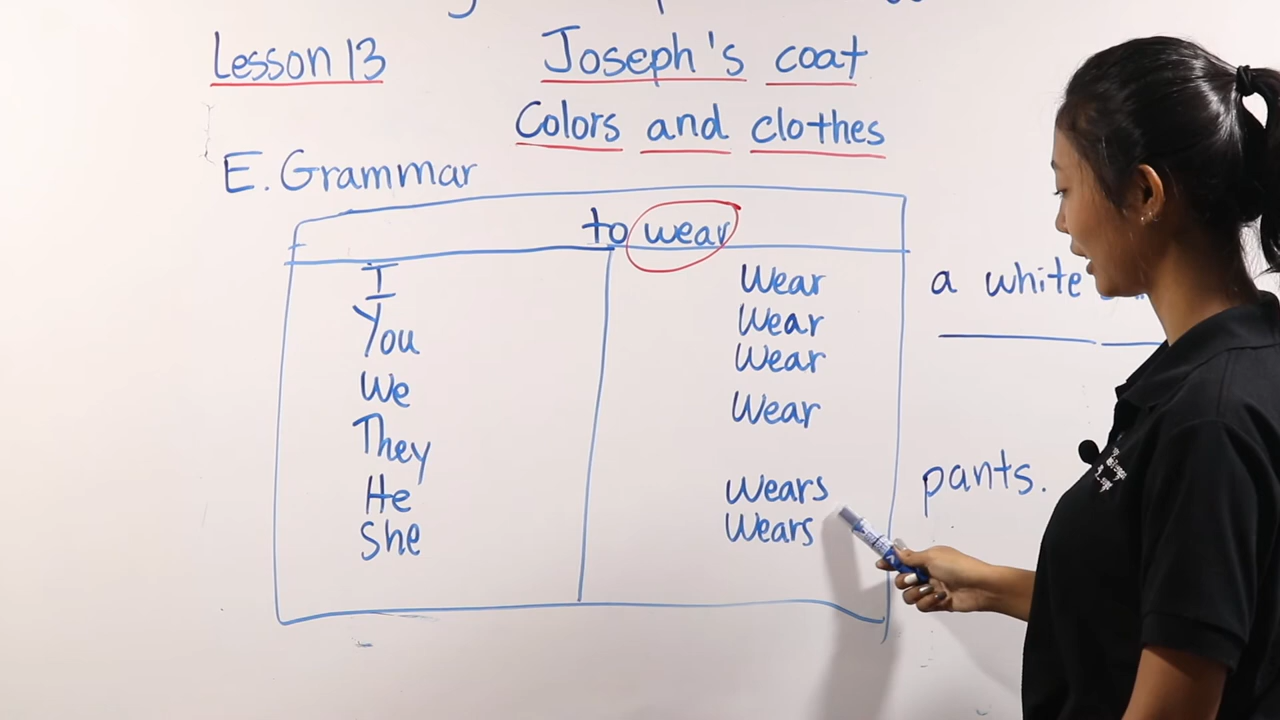 Lesson 13 Joseph's coat
Colors and clothes
E. Grammar
to wear
I Wear a white
You Wear
We Wear
They Wear
He Wears pants.
She Wears